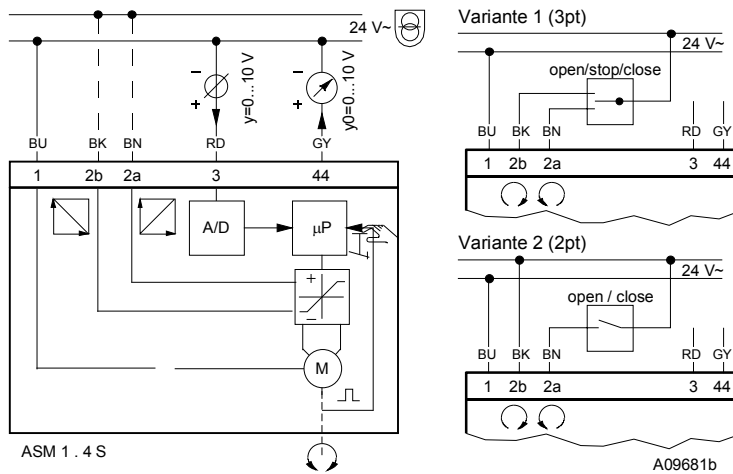 24 V~
y=0...10 V
y0=0...10 V
- +
- +
BU BK BN RD GY
1 2b 2a 3 44
A/D µP
+
-
M
ASM 1 . 4 S
Variante 1 (3pt)
24 V~
open/stop/close
BU BK BN RD GY
1 2b 2a 3 44
Variante 2 (2pt)
24 V~
open / close
BU BK BN RD GY
1 2b 2a 3 44
A09681b